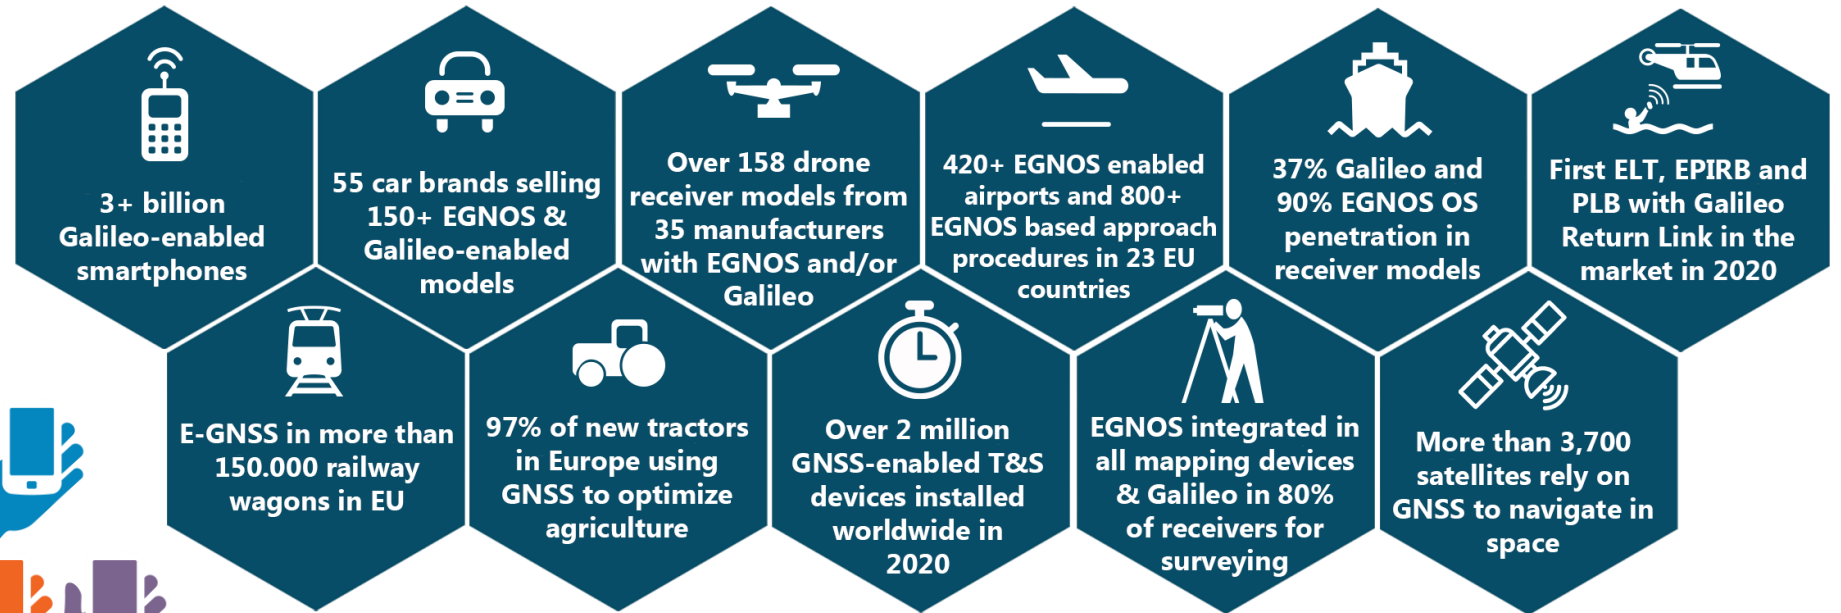 3+ billion
Galileo-enabled
smartphones
55 car brands selling
150+ EGNOS &
Galileo-enabled
models
Over 158 drone
receiver models from
35 manufacturers
with EGNOS and/or
Galileo
420+ EGNOS enabled
airports and 800+
EGNOS based approach
procedures in 23 EU
countries
37% Galileo and
90% EGNOS OS
penetration in
receiver models
First ELT, EPIRB and
PLB with Galileo
Return Link in the
market in 2020
E-GNSS in more than
150.000 railway
wagons in EU
97% of new tractors
in Europe using
GNSS to optimize
agriculture
Over 2 million
GNSS-enabled T&S
devices installed
worldwide in
2020
EGNOS integrated in
all mapping devices
& Galileo in 80%
of receivers for
surveying
More than 3,700
satellites rely on
GNSS to navigate in
space